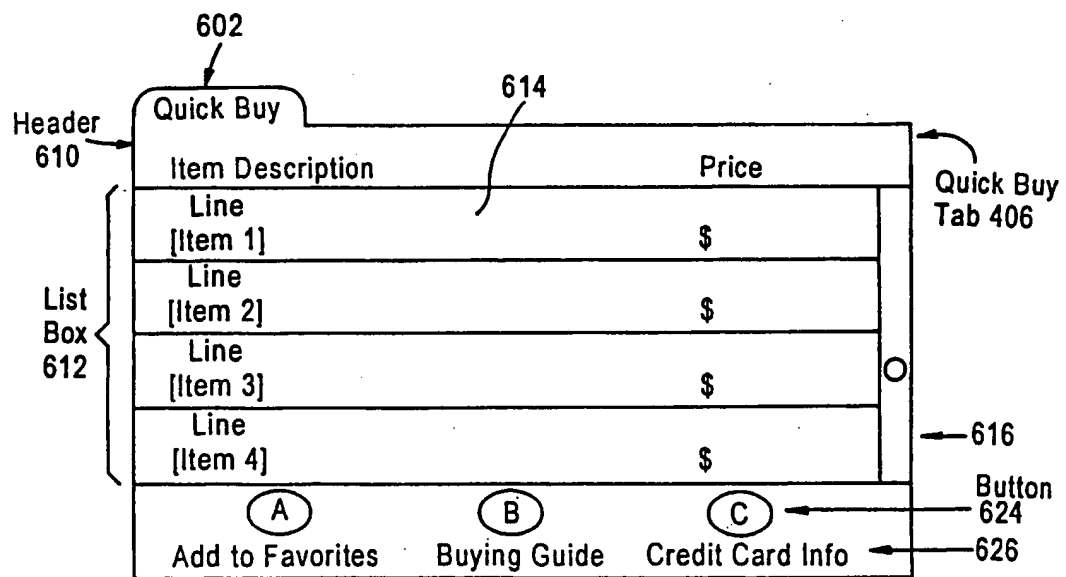 602
614
Quick Buy
Header
610
Item Description Price
Quick Buy
Tab 406
Line
[Item 1] $
Line
[Item 2] $
List
Box
612
Line
[Item 3] $
O
Line
[Item 4] $
616
A B C
Button
624
Add to Favorites Buying Guide Credit Card Info
626